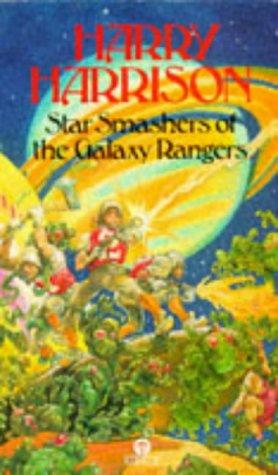 HARRY
HARRISON
Star Smashers of
the Galaxy Rangers